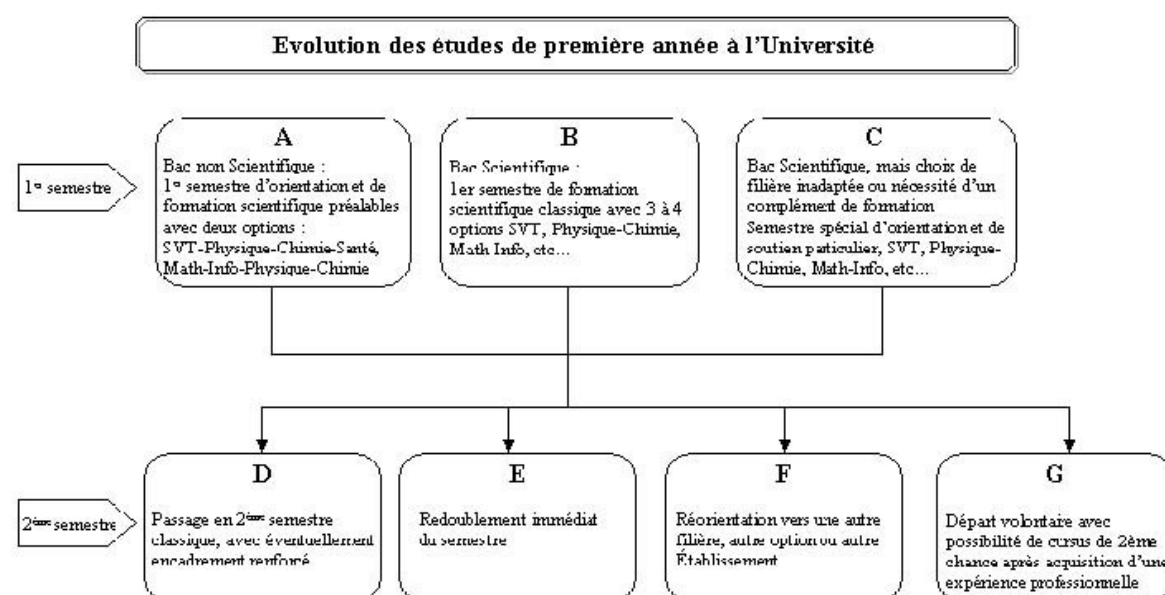 Evolution des études de première année à l'Université
1er semestre
A
Bac non Scientifique :
1er semestre d'orientation et de
formation scientifique préalables
avec deux options :
SVT-Physique-Chimie-Santé,
Math-Info-Physique-Chimie
B
Bac Scientifique :
1er semestre de formation
scientifique classique avec 3 à 4
options SVT, Physique-Chimie,
Math Info, etc...
C
Bac Scientifique, mais choix de
filière inadaptée ou nécessité d'un
complément de formation
Semestre spécial d'orientation et de
soutien particulier, SVT, Physique-
Chimie, Math-Info, etc...
2ème semestre
D
Passage en 2ème semestre
classique, avec éventuellement
encadrement renforcé
E
Redoublement immédiat
du semestre
F
Réorientation vers une autre
filière, autre option ou autre
Établissement
G
Départ volontaire avec
possibilité de cursus de 2ème
chance après acquisition d'une
expérience professionnelle